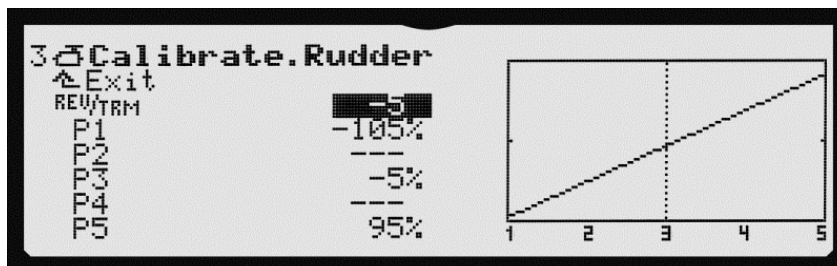 3 Calibrate.Rudder
Exit
REV/TRM -5
P1 -105%
P2 ---
P3 -5%
P4 ---
P5 95%
1 2 3 4 5